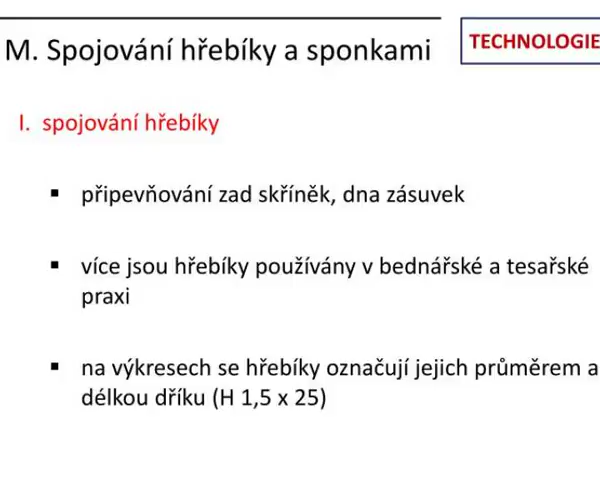 M. Spojování hřebíky a sponkami
TECHNOLOGIE
I. spojování hřebíky
▪ připevňování zad skříněk, dna zásuvek
▪ více jsou hřebíky používány v bednářské a tesařské
praxi
▪ na výkresech se hřebíky označují jejich průměrem a
délkou dříku (H 1,5 x 25)